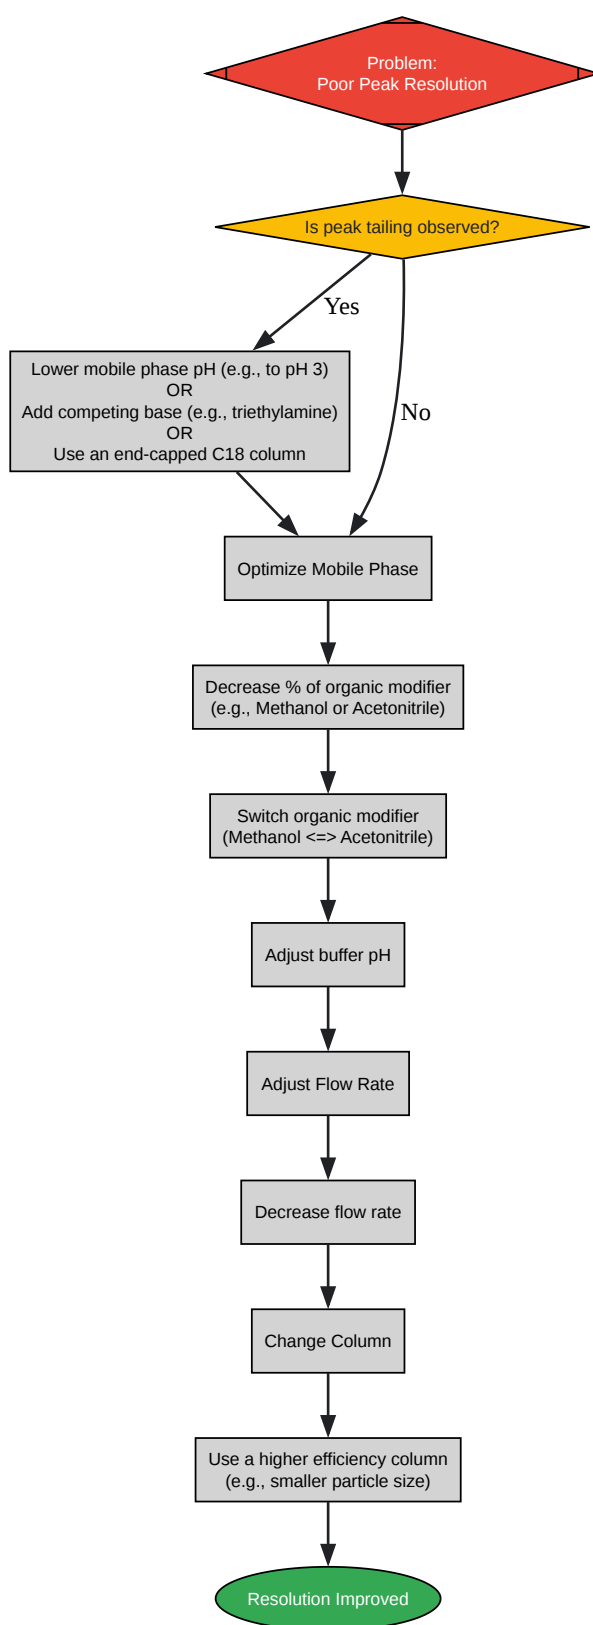 Problem:
Poor Peak Resolution
Is peak tailing observed?
Yes
Lower mobile phase pH (e.g., to pH 3)
OR
Add competing base (e.g., triethylamine)
OR
Use an end-capped C18 column
No
Optimize Mobile Phase
Decrease % of organic modifier
(e.g., Methanol or Acetonitrile)
Switch organic modifier
(Methanol <=> Acetonitrile)
Adjust buffer pH
Adjust Flow Rate
Decrease flow rate
Change Column
Use a higher efficiency column
(e.g., smaller particle size)
Resolution Improved